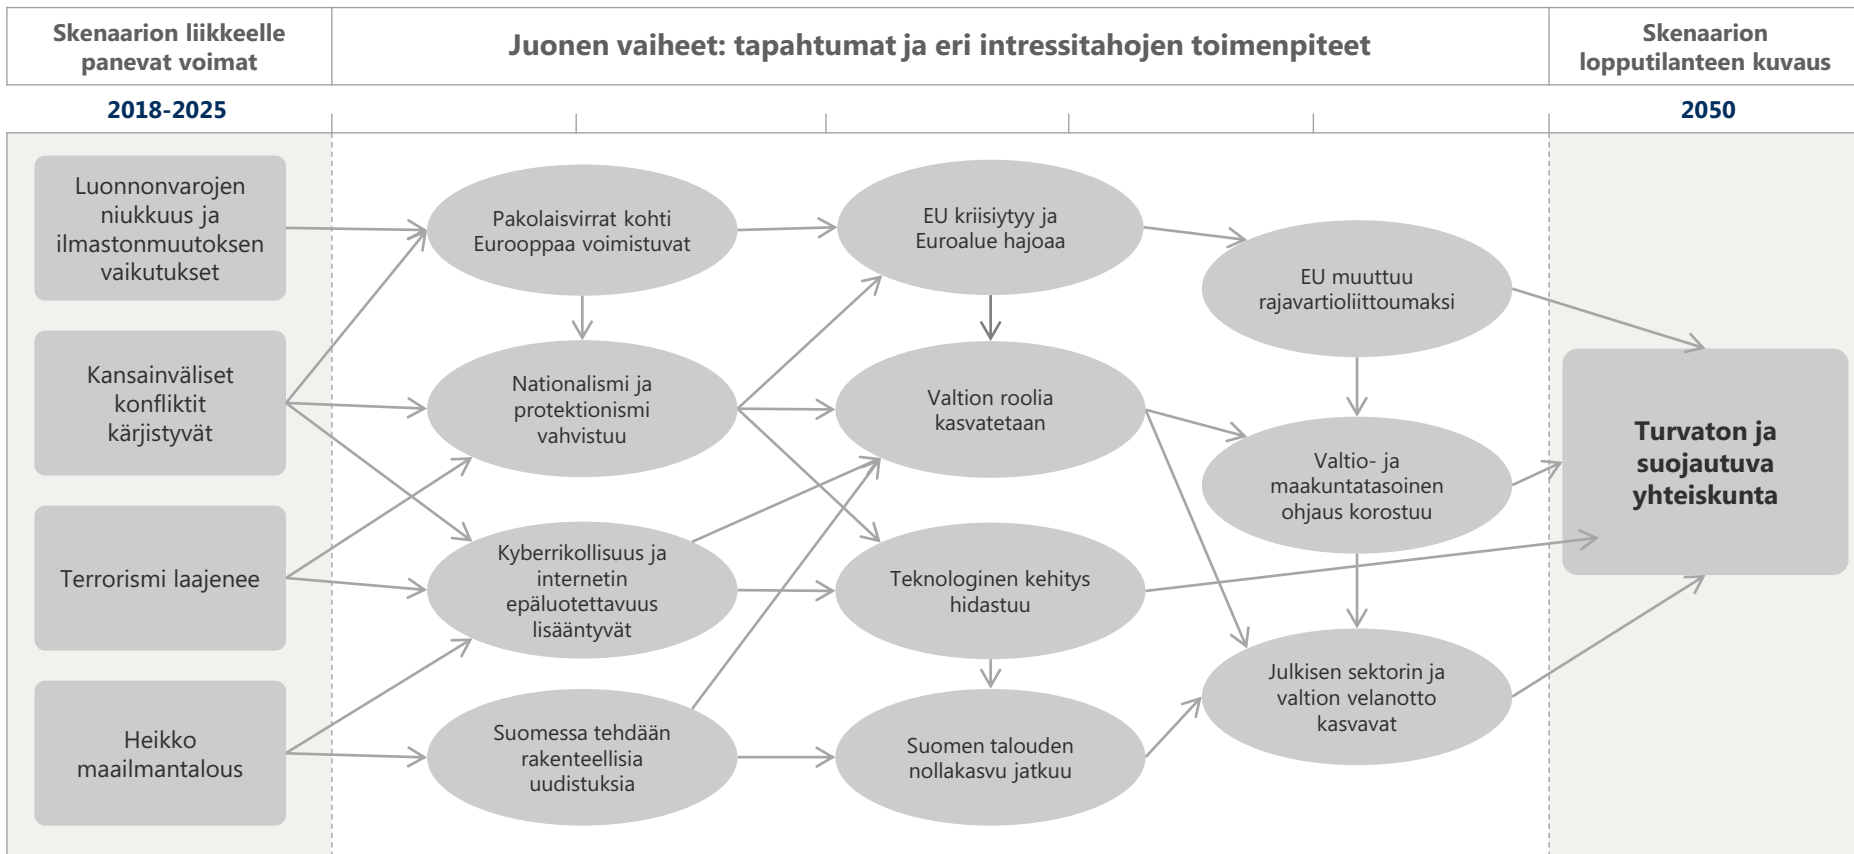 Skenaarion liikkeelle
panevat voimat
Juonen vaiheet: tapahtumat ja eri intressitahojen toimenpiteet
Skenaarion
lopputilanteen kuvaus
2018-2025
2050
Luonnonvarojen
niukkuus ja
ilmastonmuutoksen
vaikutukset
Kansainväliset
konfliktit
kärjistyvät
Terrorismi laajenee
Heikko
maailmantalous
Pakolaisvirrat kohti
Eurooppaa voimistuvat
Nationalismi ja
protektionismi
vahvistuu
Kyberrikollisuus ja
internetin
epäluotettavuus
lisääntyvät
Suomessa tehdään
rakenteellisia
uudistuksia
EU kriisiytyy ja
Euroalue hajoaa
Valtion roolia
kasvatetaan
Teknologinen kehitys
hidastuu
Suomen talouden
nollakasvu jatkuu
EU muuttuu
rajavartioliittoumaksi
Valtio- ja
maakuntatasoinen
ohjaus korostuu
Julkisen sektorin ja
valtion velanotto
kasvavat
Turvaton ja
suojautuva
yhteiskunta